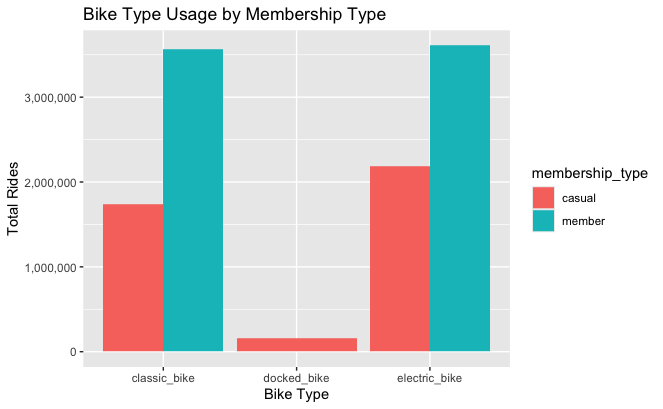 Bike Type Usage by Membership Type
Total Rides
3,000,000
2,000,000
1,000,000
0
classic_bike
docked_bike
electric_bike
Bike Type
membership_type
casual
member